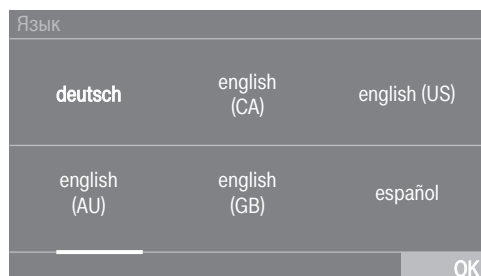 Язык
deutsch
english
(CA)
english (US)
english
(AU)
english
(GB)
español
OK